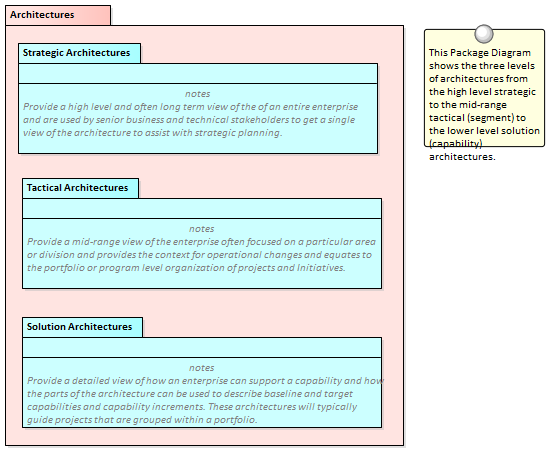 Architectures
Strategic Architectures
notes
Provide a high level and often long term view of the of an entire enterprise
and are used by senior business and technical stakeholders to get a single
view of the architecture to assist with strategic planning.
Tactical Architectures
notes
Provide a mid-range view of the enterprise often focused on a particular area
or division and provides the context for operational changes and equates to
the portfolio or program level organization of projects and Initiatives.
Solution Architectures
notes
Provide a detailed view of how an enterprise can support a capability and how
the parts of the architecture can be used to describe baseline and target
capabilities and capability increments. These architectures will typically
guide projects that are grouped within a portfolio.
This Package Diagram
shows the three levels
of architectures from
the high level strategic
to the mid-range
tactical (segment) to
the lower level solution
(capability)
architectures.